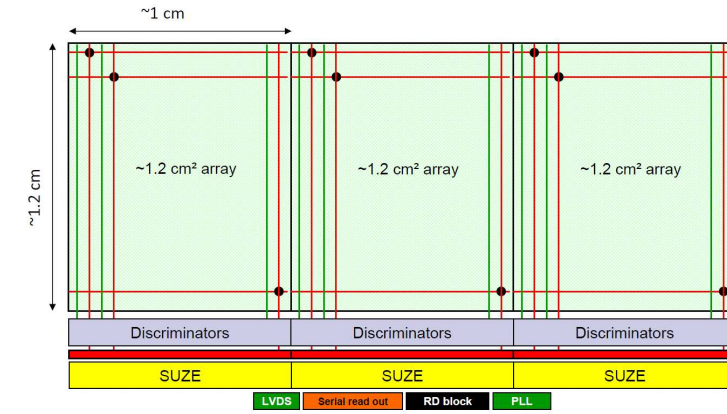 ~1 cm
~1.2 cm
~1.2 cm² array ~1.2 cm² array ~1.2 cm² array
Discriminators Discriminators Discriminators
SUZE SUZE SUZE
LVDS Serial read out RD block PLL